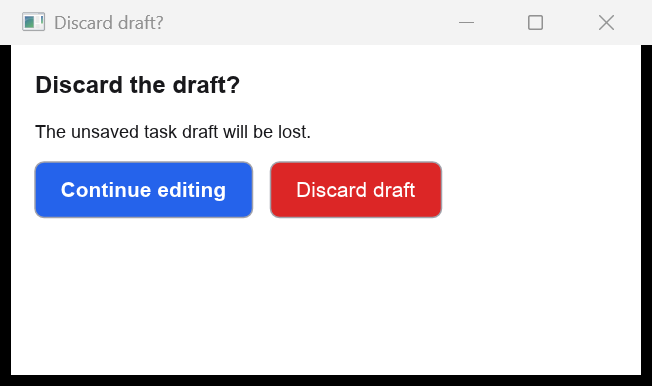 Discard draft?
Discard the draft?
The unsaved task draft will be lost.
Continue editing
Discard draft